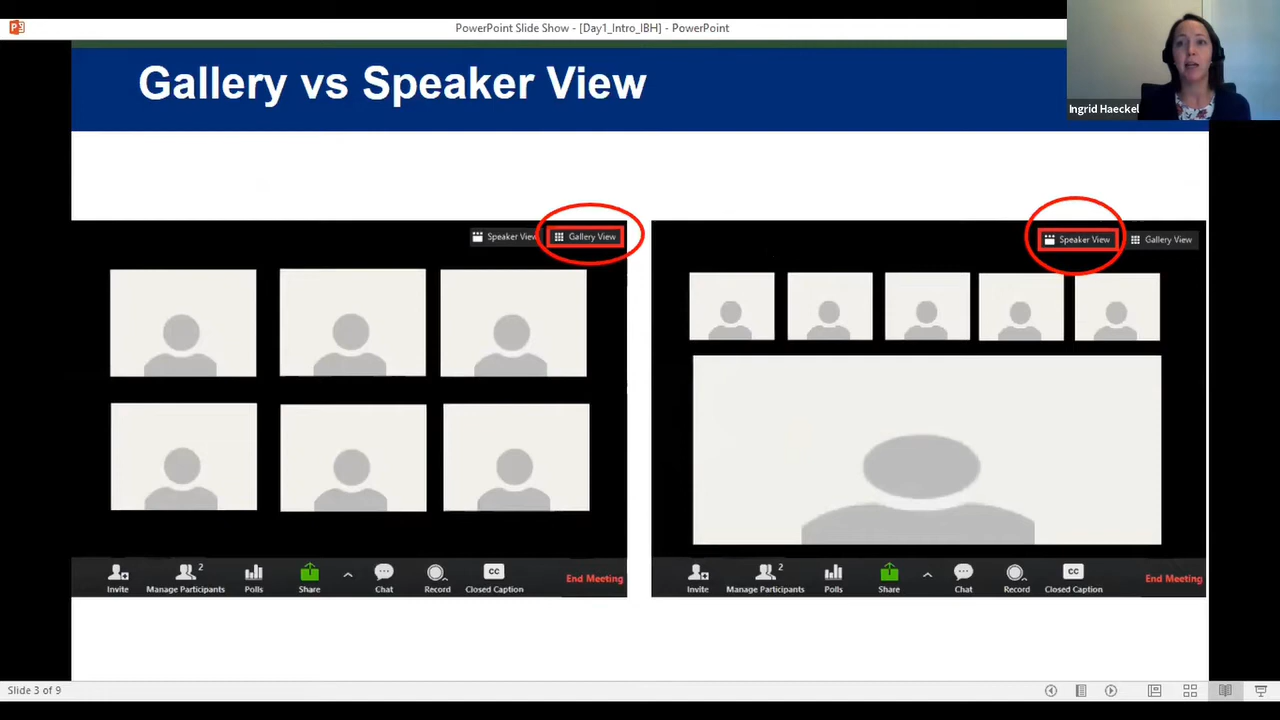 PowerPoint Slide Show - [Day1_Intro_IBH] - PowerPoint
Gallery vs Speaker View
Ingrid Haeckel
Speaker View Gallery View
Speaker View Gallery View
Invite Manage Participants 2 Polls Share Chat Record CC Closed Caption End Meeting
Invite Manage Participants 2 Polls Share Chat Record CC Closed Caption End Meeting
Slide 3 of 9